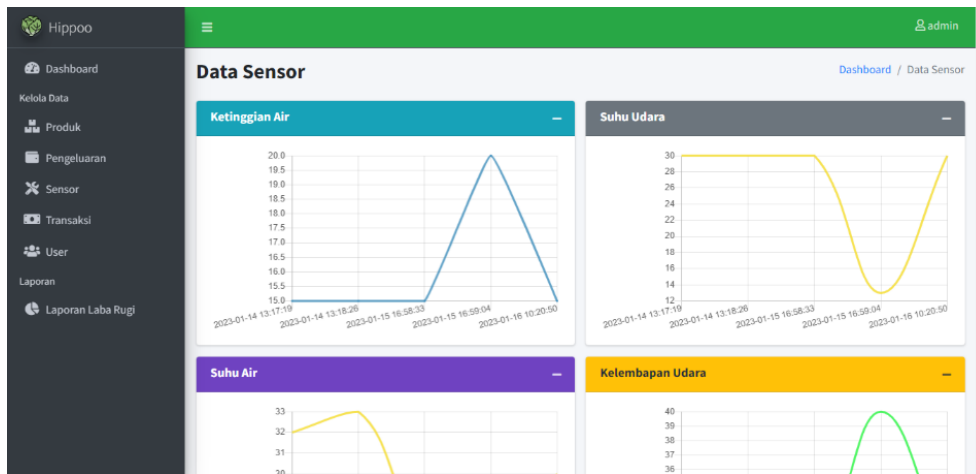 Hippoo
admin
Dashboard
Kelola Data
Produk
Pengeluaran
Sensor
Transaksi
User
Laporan
Laporan Laba Rugi
Data Sensor
Dashboard / Data Sensor
Ketinggian Air
20.0
19.5
19.0
18.5
18.0
17.5
17.0
16.5
16.0
15.5
15.0
2023-01-14 13:17:19
2023-01-14 13:18:26
2023-01-15 16:58:33
2023-01-15 16:59:04
2023-01-16 10:20:50
Suhu Udara
30
28
26
24
22
20
18
16
14
12
2023-01-14 13:17:19
2023-01-14 13:18:26
2023-01-15 16:58:33
2023-01-15 16:59:04
2023-01-16 10:20:50
Suhu Air
33
32
31
30
Kelembapan Udara
40
39
38
37
36